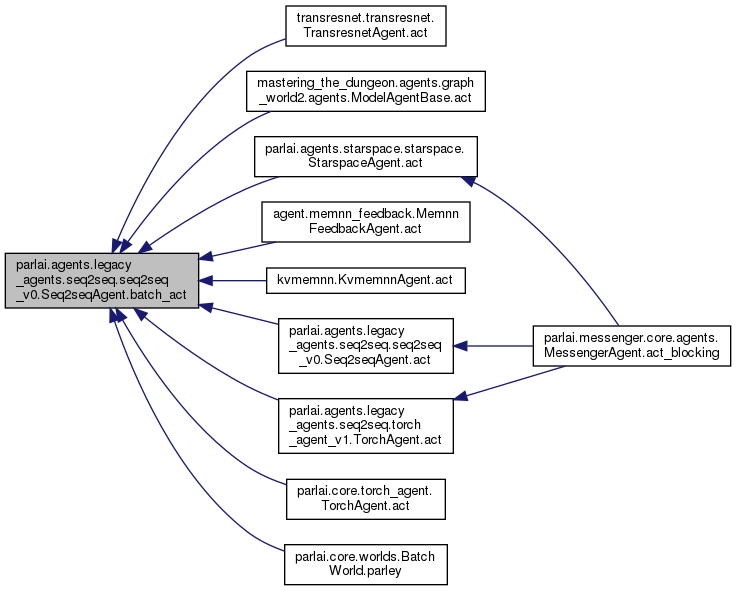 transresnet.transresnet.
TransresnetAgent.act
mastering_the_dungeon.agents.graph
_world2.agents.ModelAgentBase.act
parlai.agents.starspace.starspace.
StarspaceAgent.act
agent.memnn_feedback.Memnn
FeedbackAgent.act
parlai.agents.legacy
_agents.seq2seq.seq2seq
_v0.Seq2seqAgent.batch_act
kvmemnn.KvmemnnAgent.act
parlai.agents.legacy
_agents.seq2seq.seq2seq
_v0.Seq2seqAgent.act
parlai.messenger.core.agents.
MessengerAgent.act_blocking
parlai.agents.legacy
_agents.seq2seq.torch
_agent_v1.TorchAgent.act
parlai.core.torch_agent.
TorchAgent.act
parlai.core.worlds.Batch
World.parley